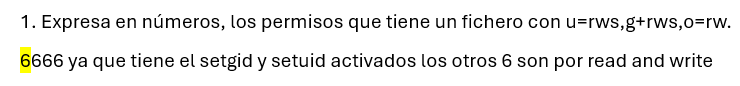 1. Expresa en números, los permisos que tiene un fichero con u=rws,g+rws,o=rw.
6666 ya que tiene el setgid y setuid activados los otros 6 son por read and write